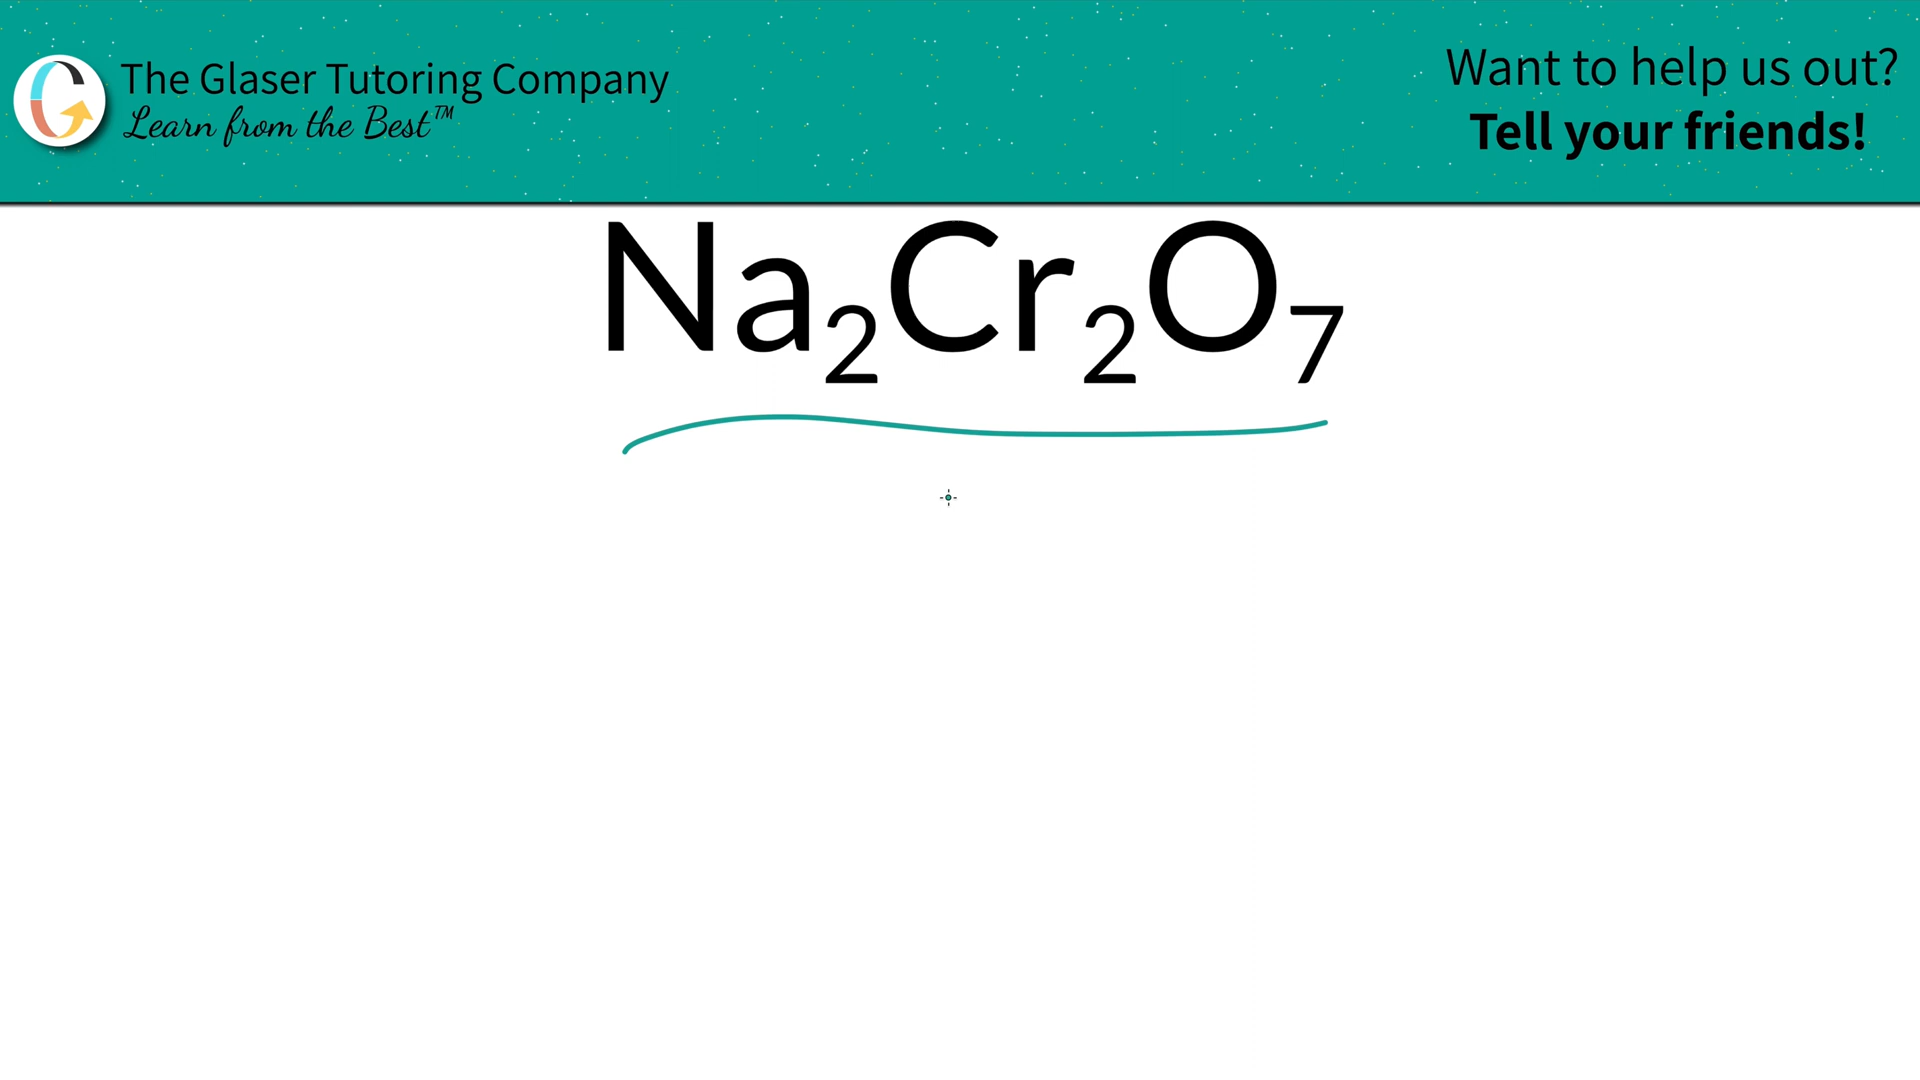 The Glaser Tutoring Company
Learn from the Best™
Want to help us out?
Tell your friends!
Na₂Cr₂O₇